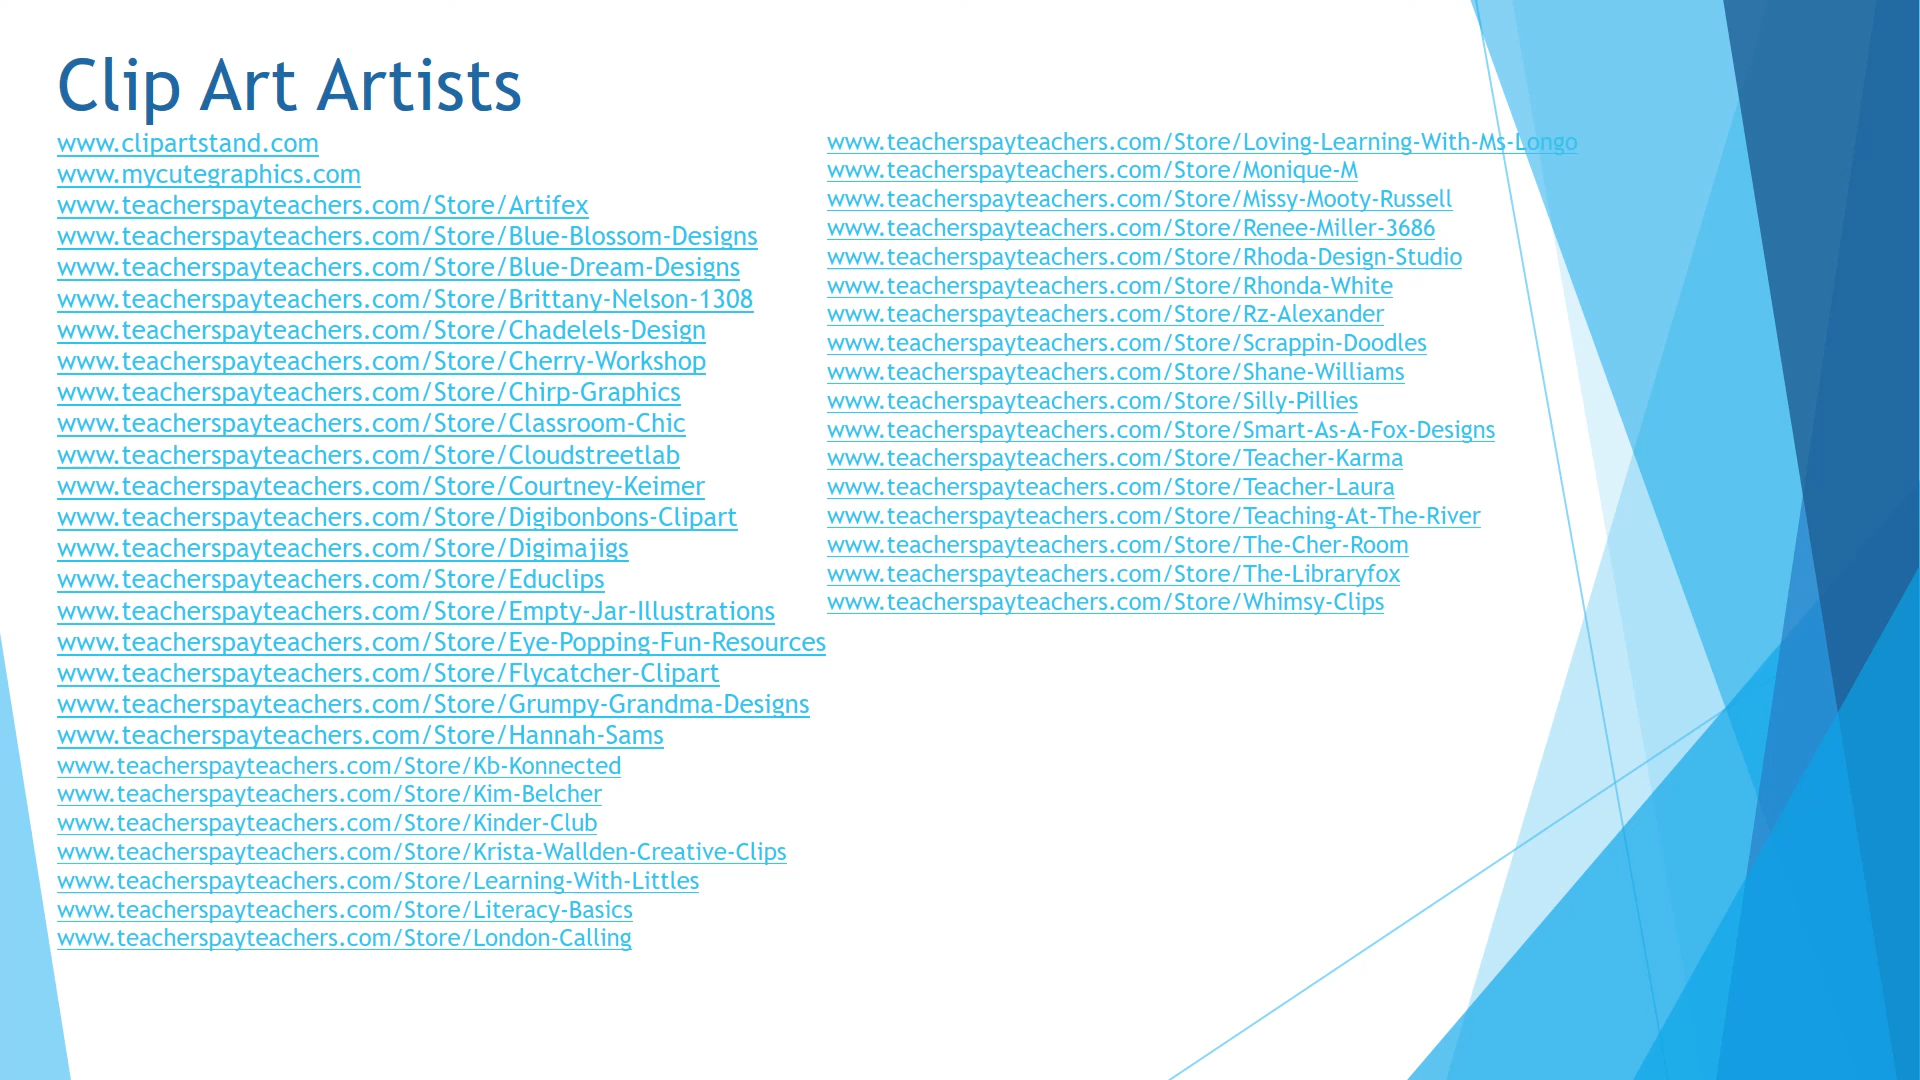 Clip Art Artists
www.clipartstand.com
www.mycutegraphics.com
www.teacherspayteachers.com/Store/Artifex
www.teacherspayteachers.com/Store/Blue-Blossom-Designs
www.teacherspayteachers.com/Store/Blue-Dream-Designs
www.teacherspayteachers.com/Store/Brittany-Nelson-1308
www.teacherspayteachers.com/Store/Chadelels-Design
www.teacherspayteachers.com/Store/Cherry-Workshop
www.teacherspayteachers.com/Store/Chirp-Graphics
www.teacherspayteachers.com/Store/Classroom-Chic
www.teacherspayteachers.com/Store/Cloudstreetlab
www.teacherspayteachers.com/Store/Courtney-Keimer
www.teacherspayteachers.com/Store/Digibonbons-Clipart
www.teacherspayteachers.com/Store/Digimajigs
www.teacherspayteachers.com/Store/Educlips
www.teacherspayteachers.com/Store/Empty-Jar-Illustrations
www.teacherspayteachers.com/Store/Eye-Popping-Fun-Resources
www.teacherspayteachers.com/Store/Flycatcher-Clipart
www.teacherspayteachers.com/Store/Grumpy-Grandma-Designs
www.teacherspayteachers.com/Store/Hannah-Sams
www.teacherspayteachers.com/Store/Kb-Konnected
www.teacherspayteachers.com/Store/Kim-Belcher
www.teacherspayteachers.com/Store/Kinder-Club
www.teacherspayteachers.com/Store/Krista-Wallden-Creative-Clips
www.teacherspayteachers.com/Store/Learning-With-Littles
www.teacherspayteachers.com/Store/Literacy-Basics
www.teacherspayteachers.com/Store/London-Calling
www.teacherspayteachers.com/Store/Loving-Learning-With-Ms-Longo
www.teacherspayteachers.com/Store/Monique-M
www.teacherspayteachers.com/Store/Missy-Mooty-Russell
www.teacherspayteachers.com/Store/Renee-Miller-3686
www.teacherspayteachers.com/Store/Rhoda-Design-Studio
www.teacherspayteachers.com/Store/Rhonda-White
www.teacherspayteachers.com/Store/Rz-Alexander
www.teacherspayteachers.com/Store/Scrappin-Doodles
www.teacherspayteachers.com/Store/Shane-Williams
www.teacherspayteachers.com/Store/Silly-Pillies
www.teacherspayteachers.com/Store/Smart-As-A-Fox-Designs
www.teacherspayteachers.com/Store/Teacher-Karma
www.teacherspayteachers.com/Store/Teacher-Laura
www.teacherspayteachers.com/Store/Teaching-At-The-River
www.teacherspayteachers.com/Store/The-Cher-Room
www.teacherspayteachers.com/Store/The-Libraryfox
www.teacherspayteachers.com/Store/Whimsy-Clips